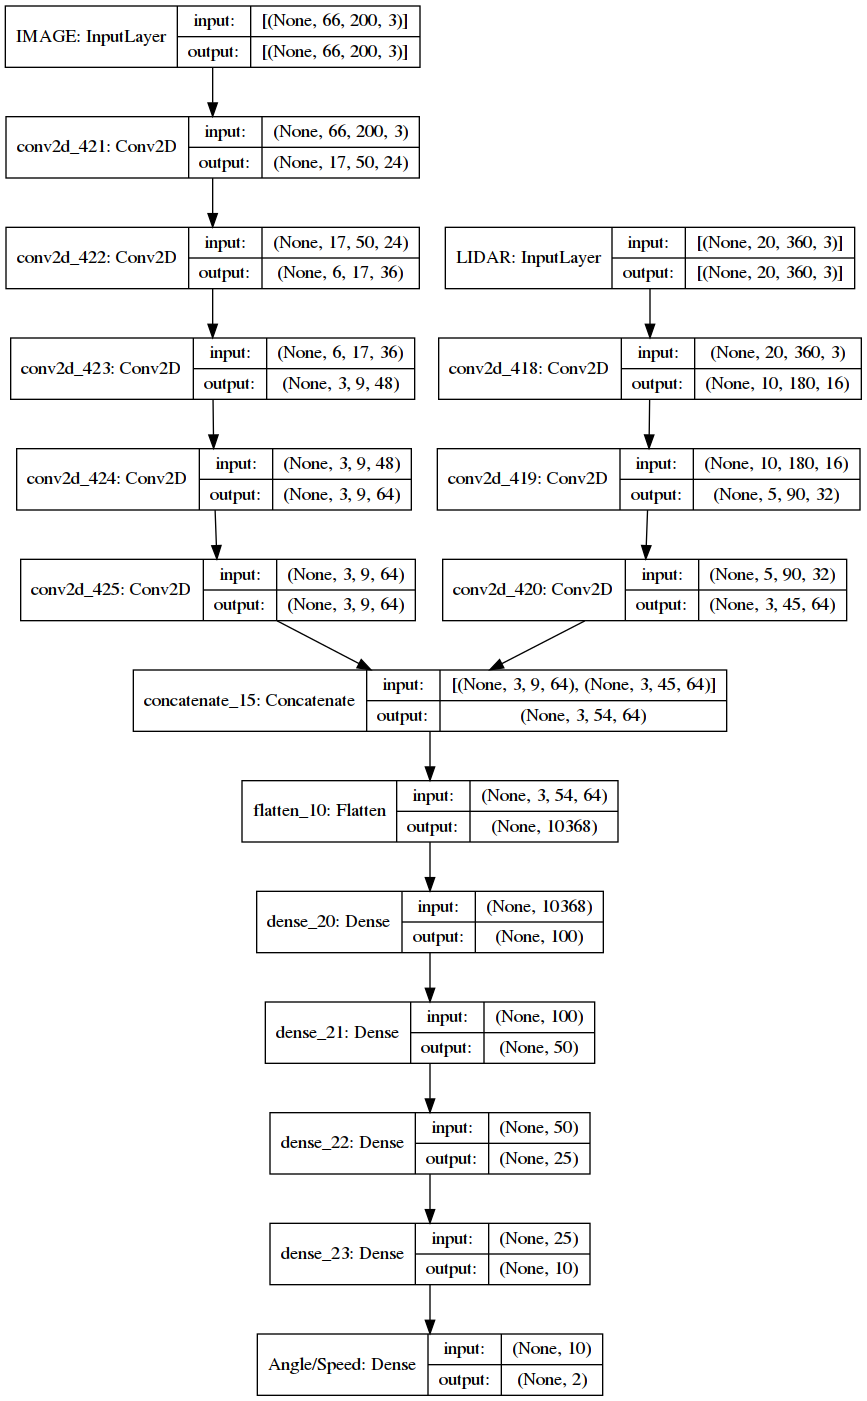 IMAGE: InputLayer
input: [(None, 66, 200, 3)]
output: [(None, 66, 200, 3)]
conv2d_421: Conv2D
input: (None, 66, 200, 3)
output: (None, 17, 50, 24)
conv2d_422: Conv2D
input: (None, 17, 50, 24)
output: (None, 6, 17, 36)
LIDAR: InputLayer
input: [(None, 20, 360, 3)]
output: [(None, 20, 360, 3)]
conv2d_423: Conv2D
input: (None, 6, 17, 36)
output: (None, 3, 9, 48)
conv2d_418: Conv2D
input: (None, 20, 360, 3)
output: (None, 10, 180, 16)
conv2d_424: Conv2D
input: (None, 3, 9, 48)
output: (None, 3, 9, 64)
conv2d_419: Conv2D
input: (None, 10, 180, 16)
output: (None, 5, 90, 32)
conv2d_425: Conv2D
input: (None, 3, 9, 64)
output: (None, 3, 9, 64)
conv2d_420: Conv2D
input: (None, 5, 90, 32)
output: (None, 3, 45, 64)
concatenate_15: Concatenate
input: [(None, 3, 9, 64), (None, 3, 45, 64)]
output: (None, 3, 54, 64)
flatten_10: Flatten
input: (None, 3, 54, 64)
output: (None, 10368)
dense_20: Dense
input: (None, 10368)
output: (None, 100)
dense_21: Dense
input: (None, 100)
output: (None, 50)
dense_22: Dense
input: (None, 50)
output: (None, 25)
dense_23: Dense
input: (None, 25)
output: (None, 10)
Angle/Speed: Dense
input: (None, 10)
output: (None, 2)